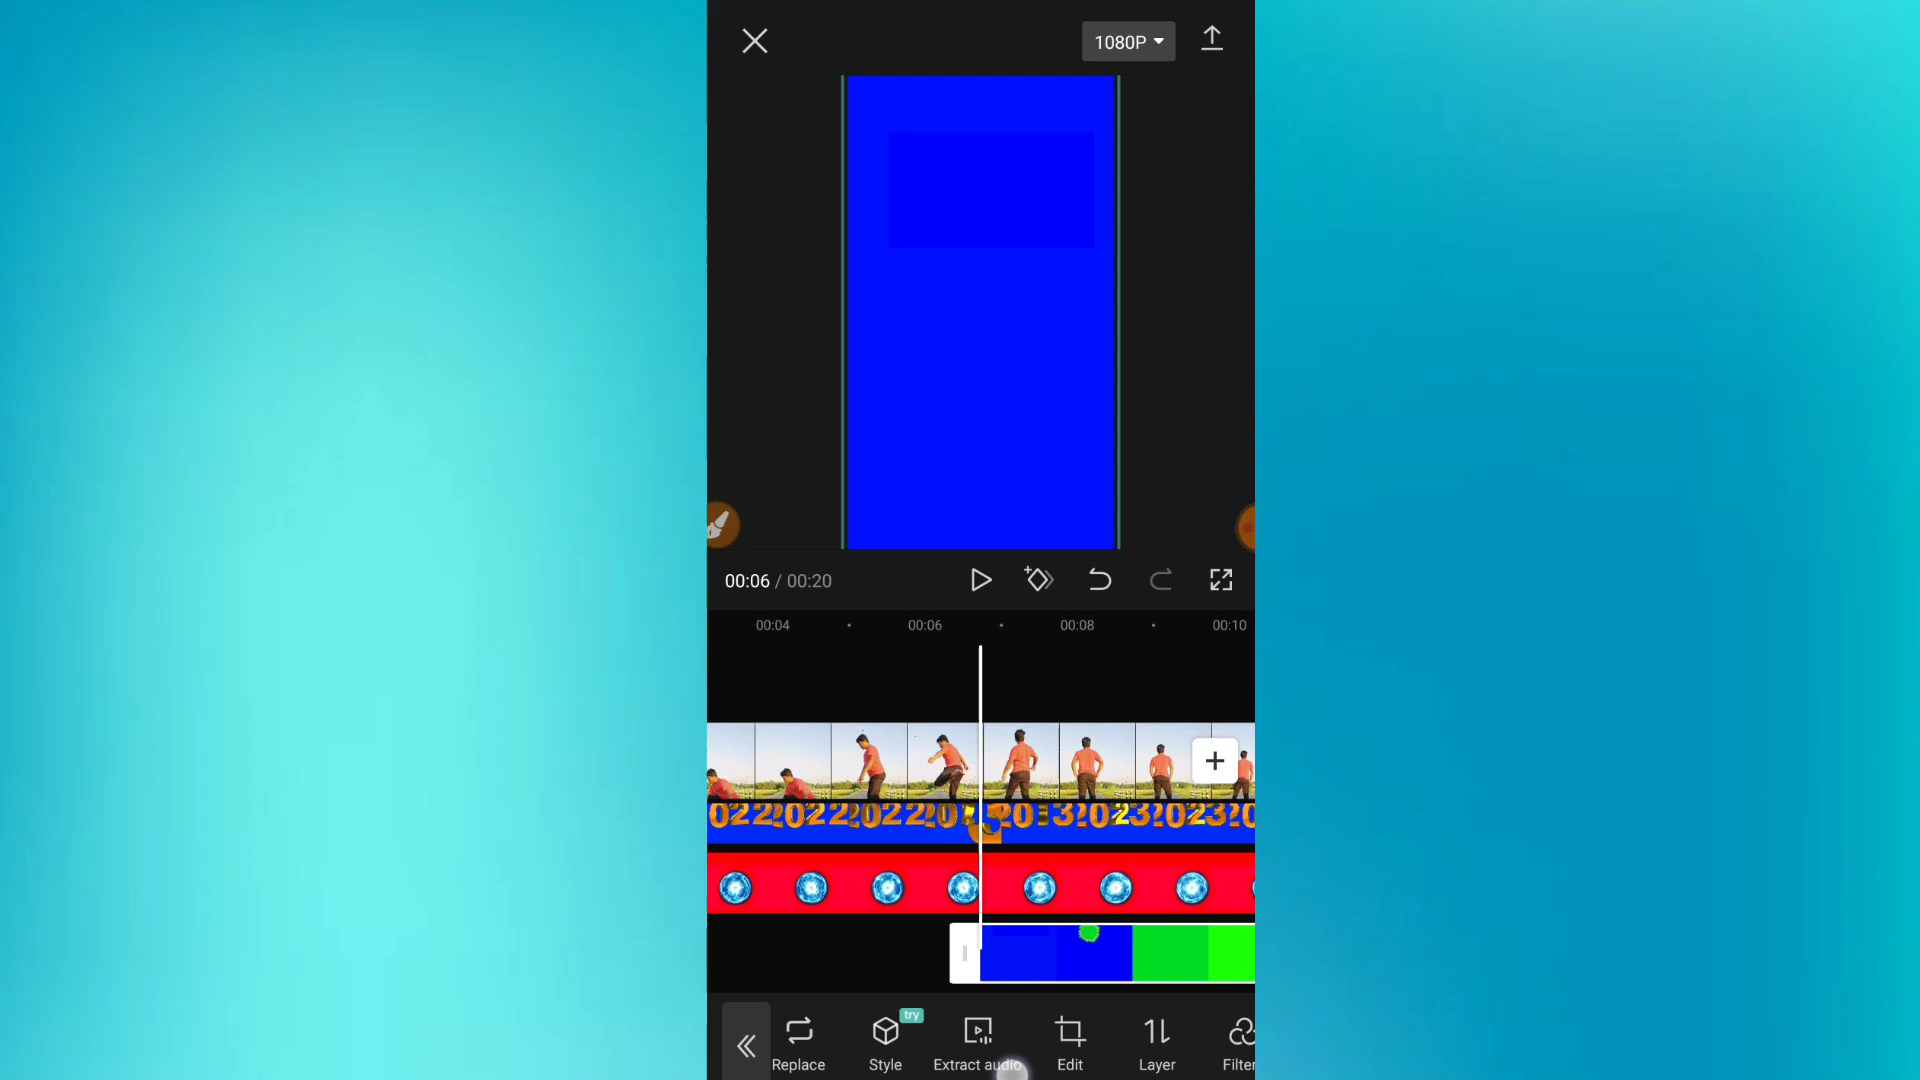 1080P
00:06 / 00:20
00:04 00:06 00:08 00:10
try
Replace Style Extract audio Edit Layer Filter